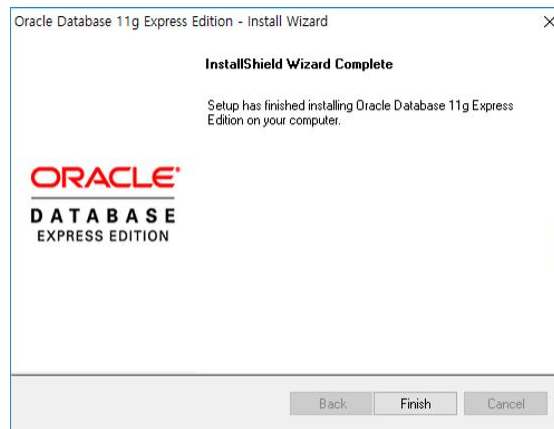 Oracle Database 11g Express Edition - Install Wizard
InstallShield Wizard Complete
Setup has finished installing Oracle Database 11g Express
Edition on your computer.
ORACLE
DATABASE
EXPRESS EDITION
Back
Finish
Cancel